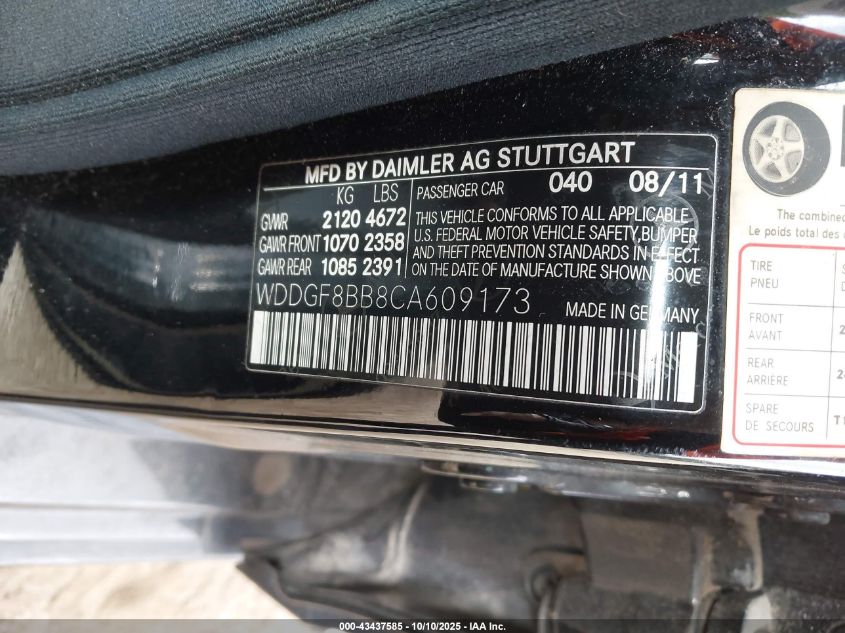 MFD BY DAIMLER AG STUTTGART
KG LBS
GVWR 2120 4672
GAWR FRONT 1070 2358
GAWR REAR 1085 2391
PASSENGER CAR 040 08/11
THIS VEHICLE CONFORMS TO ALL APPLICABLE
U.S. FEDERAL MOTOR VEHICLE SAFETY, BUMPER
AND THEFT PREVENTION STANDARDS IN EFFECT
ON THE DATE OF MANUFACTURE SHOWN ABOVE
WDDGF8BB8CA609173 MADE IN GERMANY
The combined
Le poids total des
TIRE
PNEU
FRONT
AVANT
REAR
ARRIÈRE
SPARE
DE SECOURS
000-43437585 - 10/10/2025 - IAA Inc.